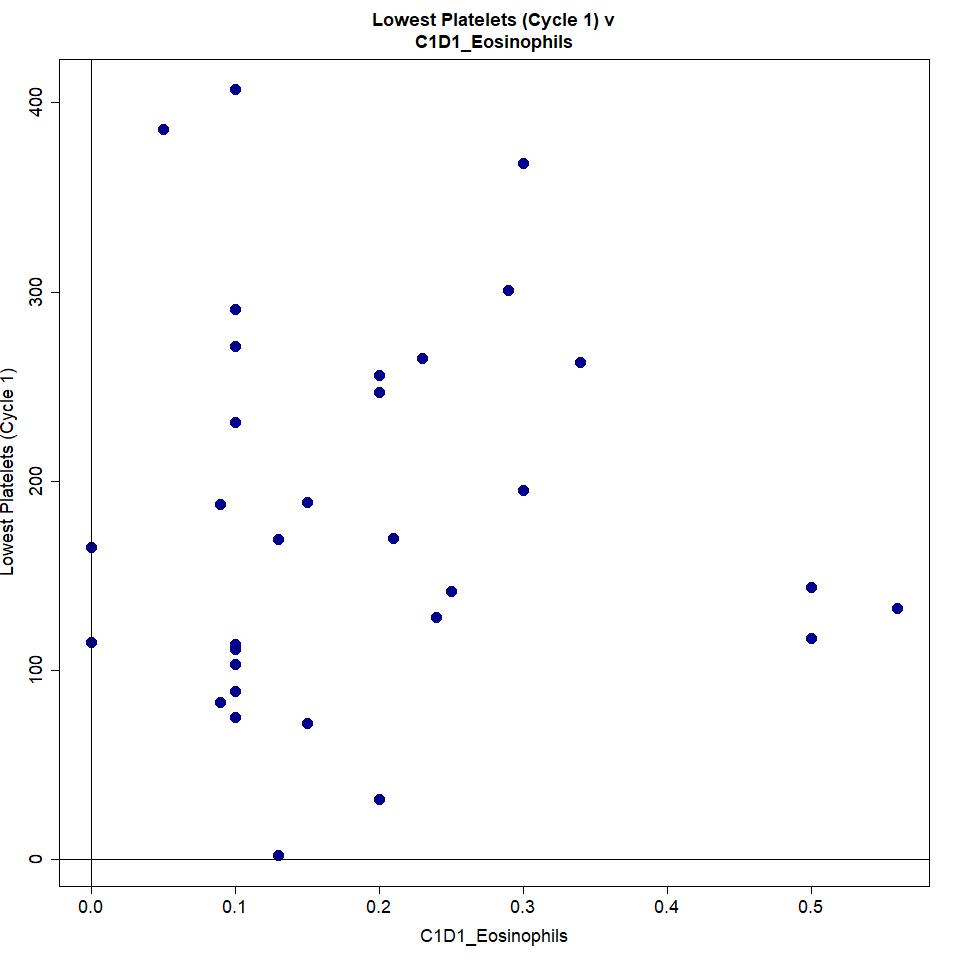 Lowest Platelets (Cycle 1) v
C1D1_Eosinophils
400
300
200
100
0
Lowest Platelets (Cycle 1)
0.0 0.1 0.2 0.3 0.4 0.5
C1D1_Eosinophils